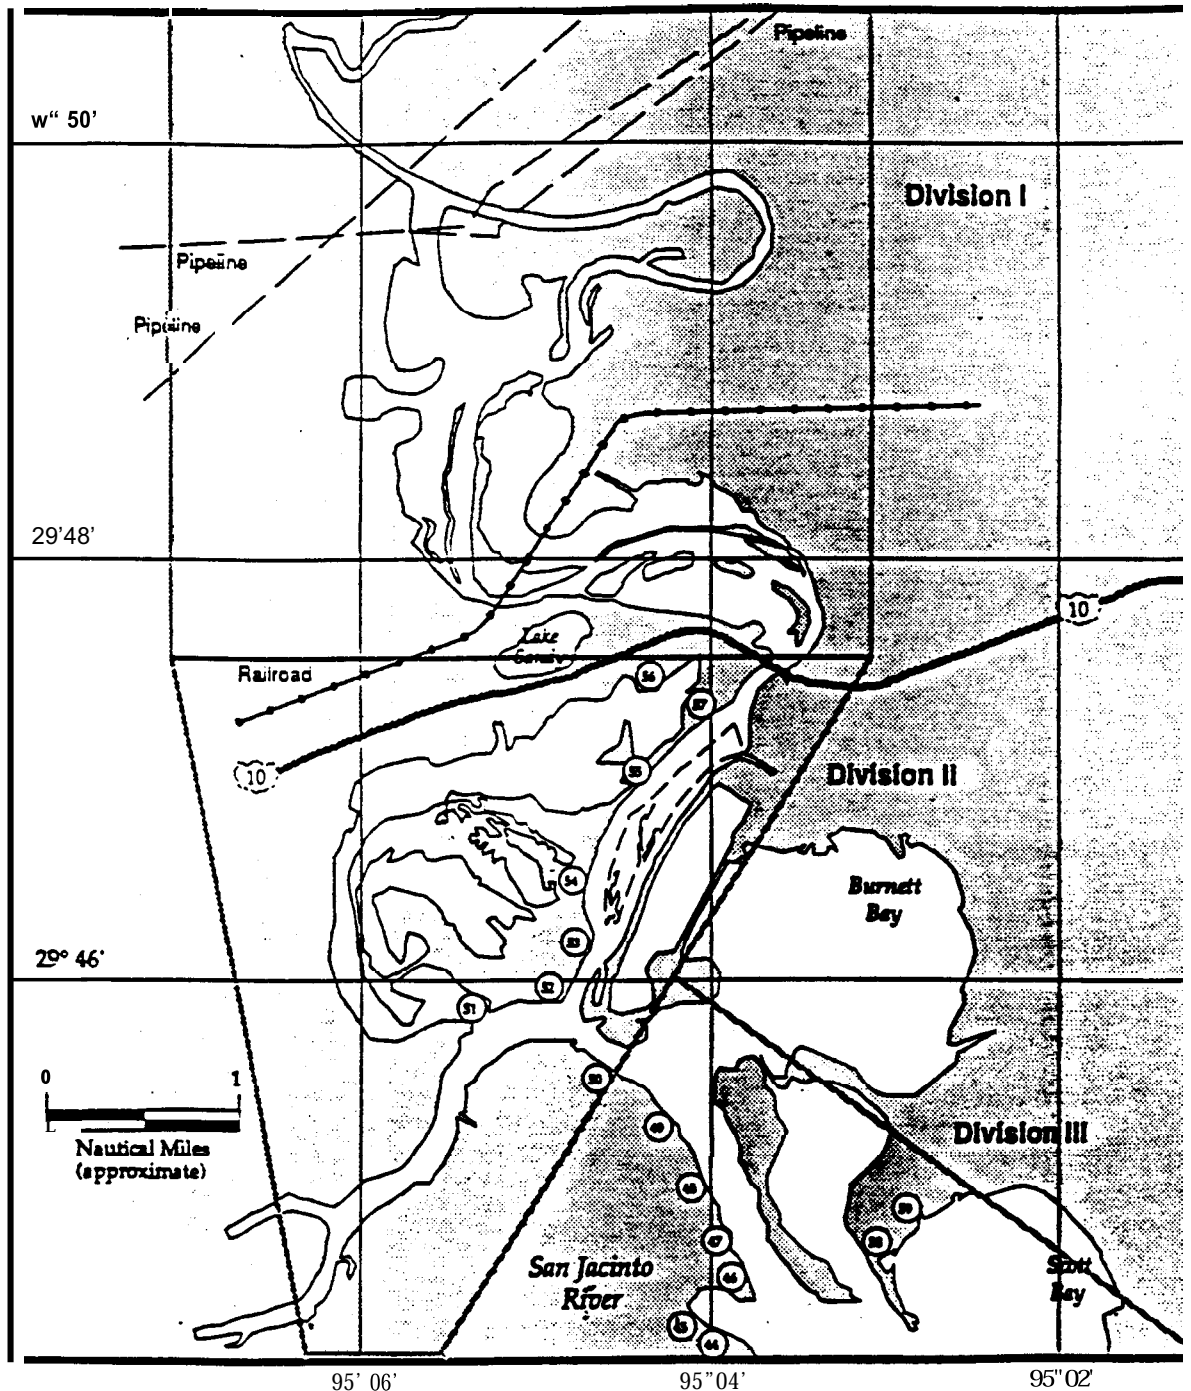 Pipeline
w“ 50'
Division I
Pipeline
Pipeline
29'48'
10
Lake
Railroad
56
57
10
55
Division II
54
Burnett
Bay
53
29° 46'
52
51
0 1
50
Nautical Miles
(approximate)
49
Division III
48
59
47
58
San Jacinto
River
46
Scott
Bay
45
44
95' 06'
95"04'
95"02'